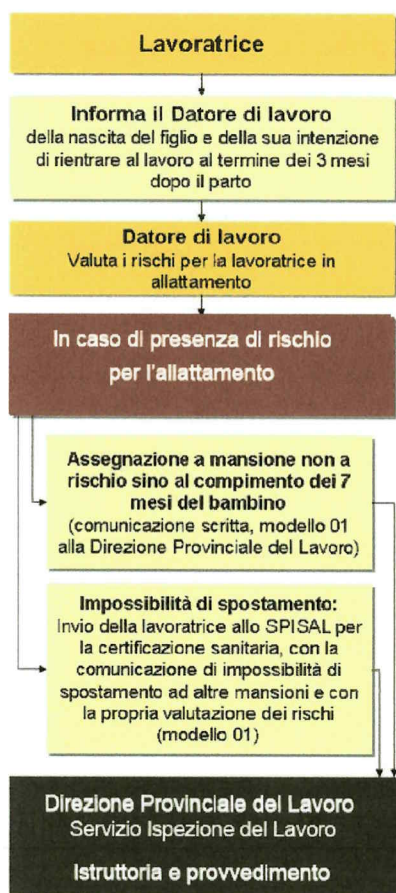 Lavoratrice
Informa il Datore di lavoro
della nascita del figlio e della sua intenzione
di rientrare al lavoro al termine dei 3 mesi
dopo il parto
Datore di lavoro
Valuta i rischi per la lavoratrice in
allattamento
In caso di presenza di rischio
per l'allattamento
Assegnazione a mansione non a
rischio sino al compimento dei 7
mesi del bambino
(comunicazione scritta, modello 01
alla Direzione Provinciale del Lavoro)
Impossibilità di spostamento:
Invio della lavoratrice allo SPISAL per
la certificazione sanitaria, con la
comunicazione di impossibilità di
spostamento ad altre mansioni e con
la propria valutazione dei rischi
(modello 01)
Direzione Provinciale del Lavoro
Servizio Ispezione del Lavoro
Istruttoria e provvedimento